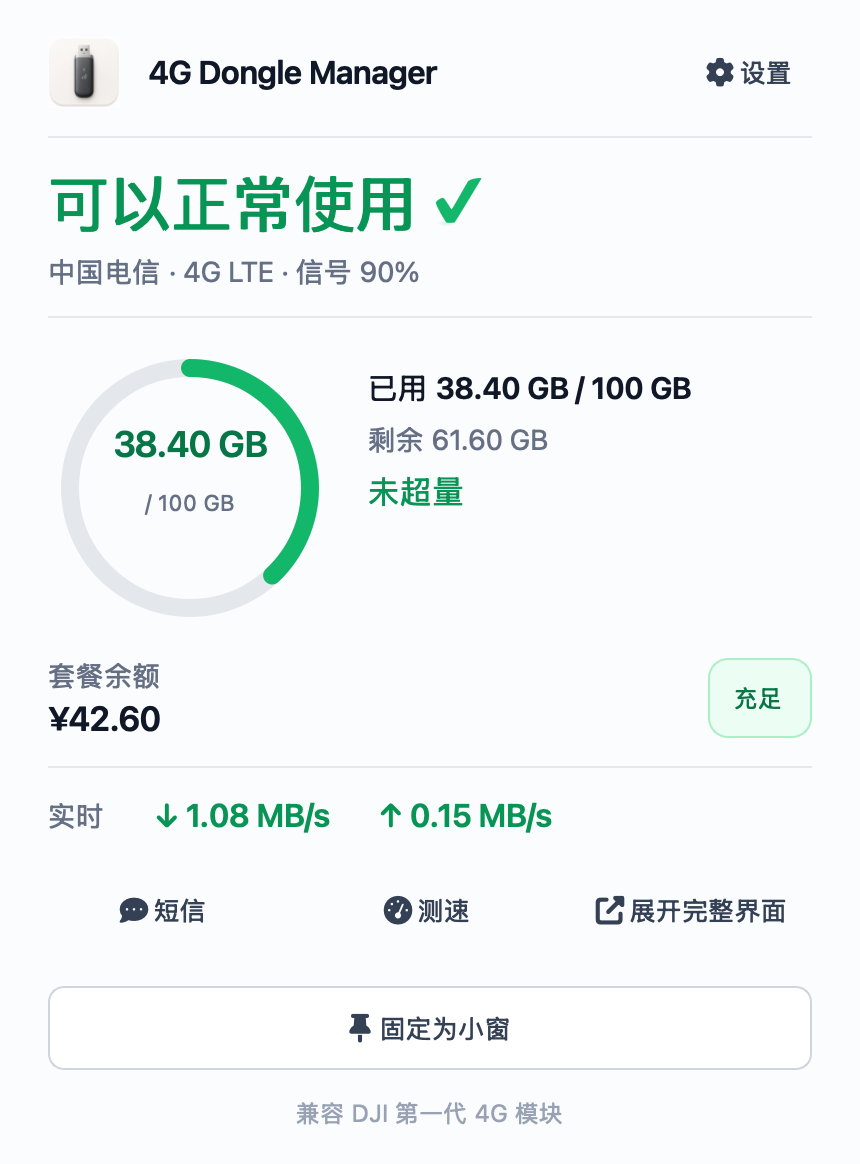 4G Dongle Manager
设置
可以正常使用
中国电信 · 4G LTE · 信号 90%
38.40 GB
/ 100 GB
已用 38.40 GB / 100 GB
剩余 61.60 GB
未超量
套餐余额
¥42.60
充足
实时 ↓ 1.08 MB/s ↑ 0.15 MB/s
短信 测速 展开完整界面
固定为小窗
兼容 DJI 第一代 4G 模块